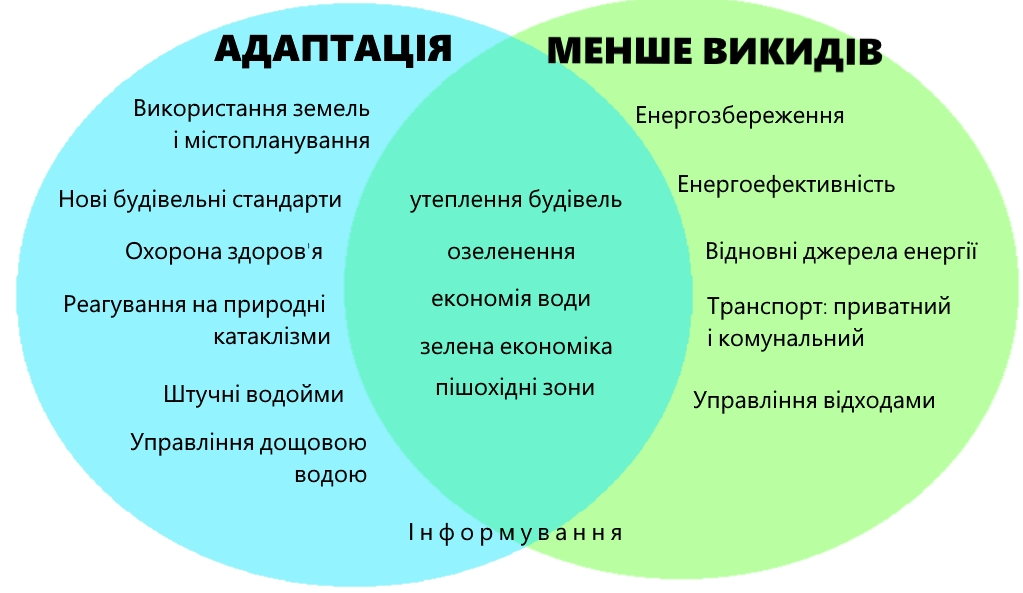 АДАПТАЦІЯ
Використання земель
і містопланування
Нові будівельні стандарти
Охорона здоров'я
Реагування на природні
катаклізми
Штучні водойми
Управління дощовою
водою
утеплення будівель
озеленення
економія води
зелена економіка
пішохідні зони
Інформування
МЕНШЕ ВИКИДІВ
Енергозбереження
Енергоефективність
Відновні джерела енергії
Транспорт: приватний
і комунальний
Управління відходами